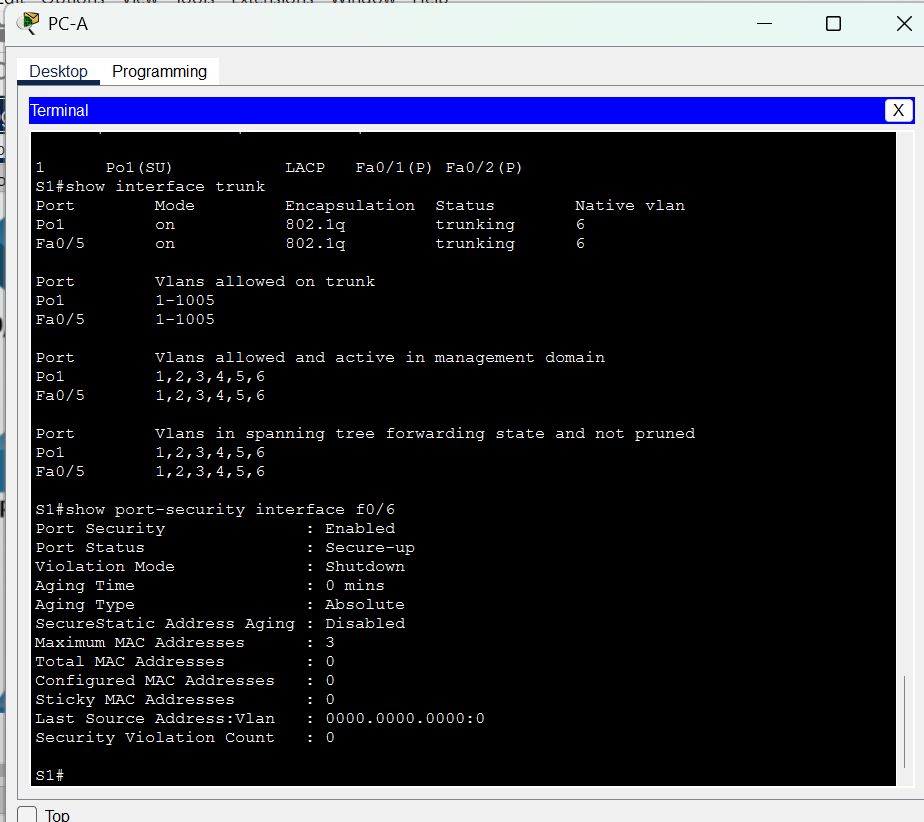 Options View Tools Extensions Window Help
PC-A
Desktop Programming
Terminal X
1 Po1(SU) LACP Fa0/1(P) Fa0/2(P)
S1#show interface trunk
Port Mode Encapsulation Status Native vlan
Po1 on 802.1q trunking 6
Fa0/5 on 802.1q trunking 6
Port Vlans allowed on trunk
Po1 1-1005
Fa0/5 1-1005
Port Vlans allowed and active in management domain
Po1 1,2,3,4,5,6
Fa0/5 1,2,3,4,5,6
Port Vlans in spanning tree forwarding state and not pruned
Po1 1,2,3,4,5,6
Fa0/5 1,2,3,4,5,6
S1#show port-security interface f0/6
Port Security : Enabled
Port Status : Secure-up
Violation Mode : Shutdown
Aging Time : 0 mins
Aging Type : Absolute
SecureStatic Address Aging : Disabled
Maximum MAC Addresses : 3
Total MAC Addresses : 0
Configured MAC Addresses : 0
Sticky MAC Addresses : 0
Last Source Address:Vlan : 0000.0000.0000:0
Security Violation Count : 0
S1#
Top